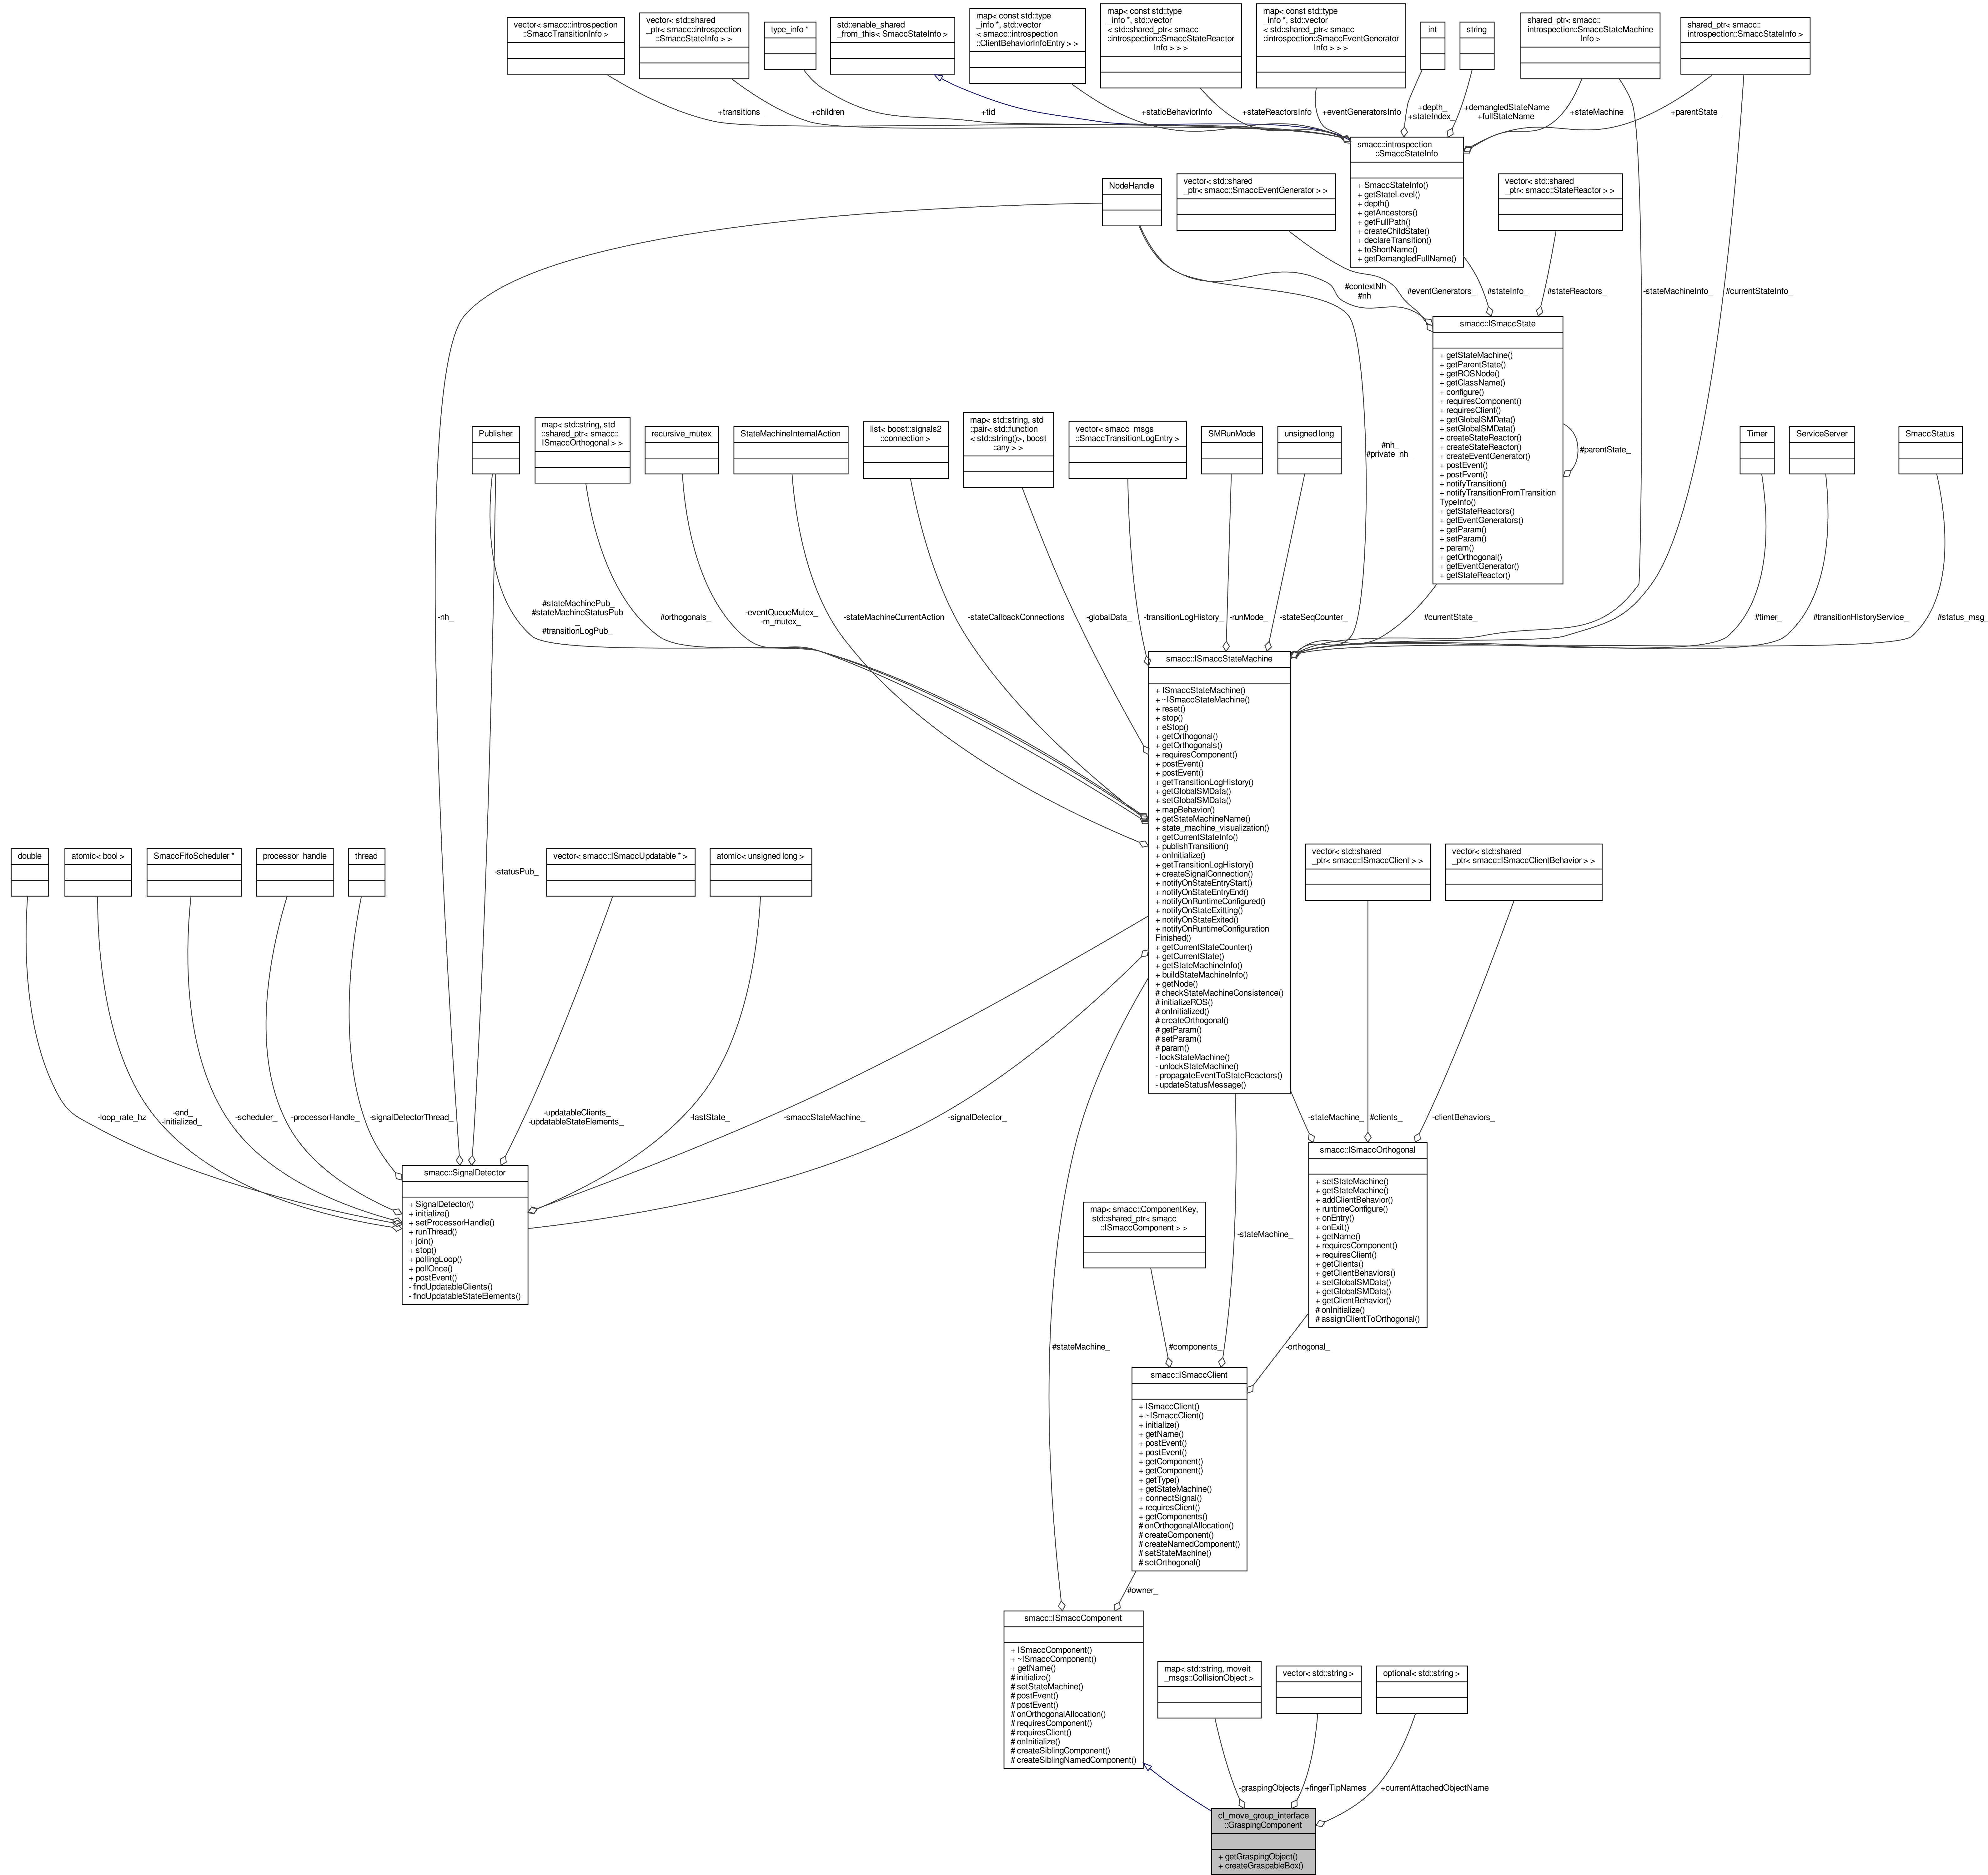 vector< smacc::introspection
::SmaccTransitionInfo >
vector< std::shared
_ptr< smacc::introspection
::SmaccStateInfo > >
type_info *
std::enable_shared
_from_this< SmaccStateInfo >
map< const std::type
_info *, std::vector
< smacc::introspection
::ClientBehaviorInfoEntry > >
map< const std::type
_info *, std::vector
< std::shared_ptr< smacc
::introspection::SmaccStateReactor
Info > > >
map< const std::type
_info *, std::vector
< std::shared_ptr< smacc
::introspection::SmaccEventGenerator
Info > > >
int
string
shared_ptr< smacc::
introspection::SmaccStateMachine
Info >
shared_ptr< smacc::
introspection::SmaccStateInfo >
+transitions_
+children_
+tid_
+staticBehaviorInfo
+stateReactorsInfo
+eventGeneratorsInfo
+depth_
+stateIndex_
+demangledStateName
+fullStateName
+stateMachine_
+parentState_
smacc::introspection
::SmaccStateInfo
+ SmaccStateInfo()
+ getStateLevel()
+ depth()
+ getAncestors()
+ getFullPath()
+ createChildState()
+ declareTransition()
+ toShortName()
+ getDemangledFullName()
NodeHandle
vector< std::shared
_ptr< smacc::SmaccEventGenerator > >
vector< std::shared
_ptr< smacc::StateReactor > >
#contextNh
#nh
#eventGenerators_
#stateInfo_
#stateReactors_
-stateMachineInfo_
#currentStateInfo_
smacc::ISmaccState
+ getStateMachine()
+ getParentState()
+ getROSNode()
+ getClassName()
+ configure()
+ requiresComponent()
+ requiresClient()
+ getGlobalSMData()
+ setGlobalSMData()
+ createStateReactor()
+ createStateReactor()
+ createEventGenerator()
+ postEvent()
+ postEvent()
+ notifyTransition()
+ notifyTransitionFromTransition
TypeInfo()
+ getStateReactors()
+ getEventGenerators()
+ getParam()
+ setParam()
+ param()
+ getOrthogonal()
+ getEventGenerator()
+ getStateReactor()
#parentState_
Publisher
map< std::string, std
::shared_ptr< smacc::
ISmaccOrthogonal > >
recursive_mutex
StateMachineInternalAction
list< boost::signals2
::connection >
map< std::string, std
::pair< std::function
< std::string()>, boost
::any > >
vector< smacc_msgs
::SmaccTransitionLogEntry >
SMRunMode
unsigned long
#nh_
#private_nh_
Timer
ServiceServer
SmaccStatus
-nh_
#stateMachinePub_
#stateMachineStatusPub
_
#transitionLogPub_
#orthogonals_
-eventQueueMutex_
-m_mutex_
-stateMachineCurrentAction
-stateCallbackConnections
-globalData_
-transitionLogHistory_
-runMode_
-stateSeqCounter_
#currentState_
#timer_
#transitionHistoryService_
#status_msg_
smacc::ISmaccStateMachine
+ ISmaccStateMachine()
+ ~ISmaccStateMachine()
+ reset()
+ stop()
+ eStop()
+ getOrthogonal()
+ getOrthogonals()
+ requiresComponent()
+ postEvent()
+ postEvent()
+ getTransitionLogHistory()
+ getGlobalSMData()
+ setGlobalSMData()
+ mapBehavior()
+ getStateMachineName()
+ state_machine_visualization()
+ getCurrentStateInfo()
+ publishTransition()
+ onInitialize()
+ getTransitionLogHistory()
+ createSignalConnection()
+ notifyOnStateEntryStart()
+ notifyOnStateEntryEnd()
+ notifyOnRuntimeConfigured()
+ notifyOnStateExitting()
+ notifyOnStateExited()
+ notifyOnRuntimeConfiguration
Finished()
+ getCurrentStateCounter()
+ getCurrentState()
+ getStateMachineInfo()
+ buildStateMachineInfo()
+ getNode()
# checkStateMachineConsistence()
# initializeROS()
# onInitialized()
# createOrthogonal()
# getParam()
# setParam()
# param()
- lockStateMachine()
- unlockStateMachine()
- propagateEventToStateReactors()
- updateStatusMessage()
double
atomic< bool >
SmaccFifoScheduler *
processor_handle
thread
-statusPub_
vector< smacc::ISmaccUpdatable * >
atomic< unsigned long >
vector< std::shared
_ptr< smacc::ISmaccClient > >
vector< std::shared
_ptr< smacc::ISmaccClientBehavior > >
-loop_rate_hz
-end_
-initialized_
-scheduler_
-processorHandle_
-signalDetectorThread_
-updatableClients_
-updatableStateElements_
-lastState_
-smaccStateMachine_
-signalDetector_
-stateMachine_
#clients_
-clientBehaviors_
smacc::SignalDetector
+ SignalDetector()
+ initialize()
+ setProcessorHandle()
+ runThread()
+ join()
+ stop()
+ pollingLoop()
+ pollOnce()
+ postEvent()
- findUpdatableClients()
- findUpdatableStateElements()
smacc::ISmaccOrthogonal
+ setStateMachine()
+ getStateMachine()
+ addClientBehavior()
+ runtimeConfigure()
+ onEntry()
+ onExit()
+ getName()
+ requiresComponent()
+ requiresClient()
+ getClients()
+ getClientBehaviors()
+ setGlobalSMData()
+ getGlobalSMData()
+ getClientBehavior()
# onInitialize()
# assignClientToOrthogonal()
map< smacc::ComponentKey,
std::shared_ptr< smacc
::ISmaccComponent > >
-stateMachine_
#stateMachine_
#components_
-orthogonal_
smacc::ISmaccClient
+ ISmaccClient()
+ ~ISmaccClient()
+ initialize()
+ getName()
+ postEvent()
+ postEvent()
+ getComponent()
+ getComponent()
+ getType()
+ getStateMachine()
+ connectSignal()
+ requiresClient()
+ getComponents()
# onOrthogonalAllocation()
# createComponent()
# createNamedComponent()
# setStateMachine()
# setOrthogonal()
#owner_
smacc::ISmaccComponent
+ ISmaccComponent()
+ ~ISmaccComponent()
+ getName()
# initialize()
# setStateMachine()
# postEvent()
# postEvent()
# onOrthogonalAllocation()
# requiresComponent()
# requiresClient()
# onInitialize()
# createSiblingComponent()
# createSiblingNamedComponent()
map< std::string, moveit
_msgs::CollisionObject >
vector< std::string >
optional< std::string >
-graspingObjects
+fingerTipNames
+currentAttachedObjectName
cl_move_group_interface
::GraspingComponent
+ getGraspingObject()
+ createGraspableBox()